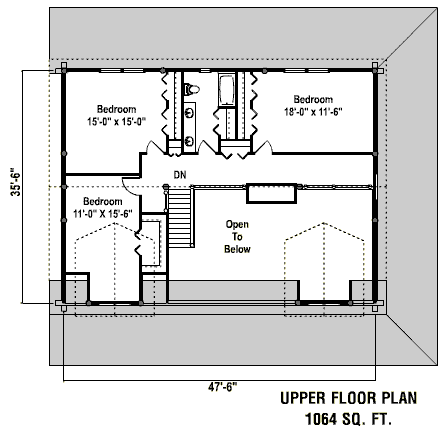 Bedroom
15'-0" x 15'-0"
Bedroom
18'-0" x 11'-6"
DN
Bedroom
11'-0" X 15'-6"
Open
To
Below
35'-6"
47'-6"
UPPER FLOOR PLAN
1064 SQ. FT.